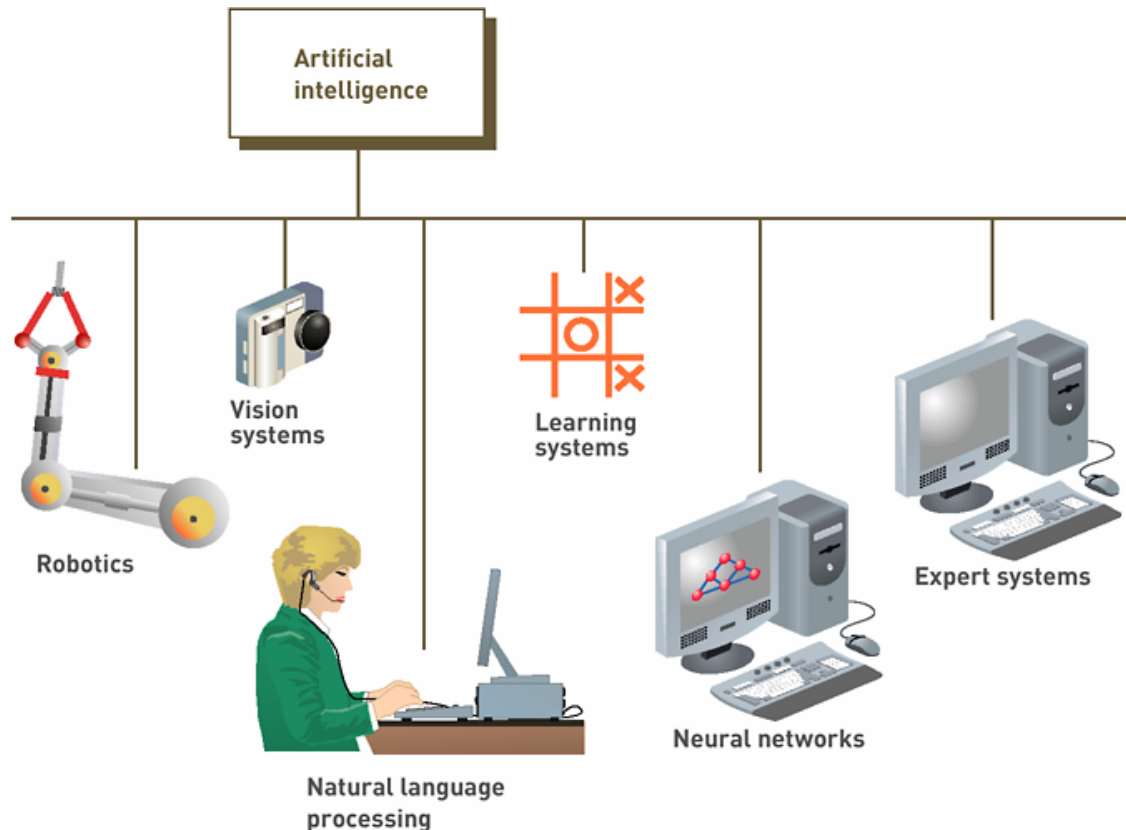 Artificial
intelligence
Robotics
Vision
systems
Natural language
processing
Learning
systems
Neural networks
Expert systems